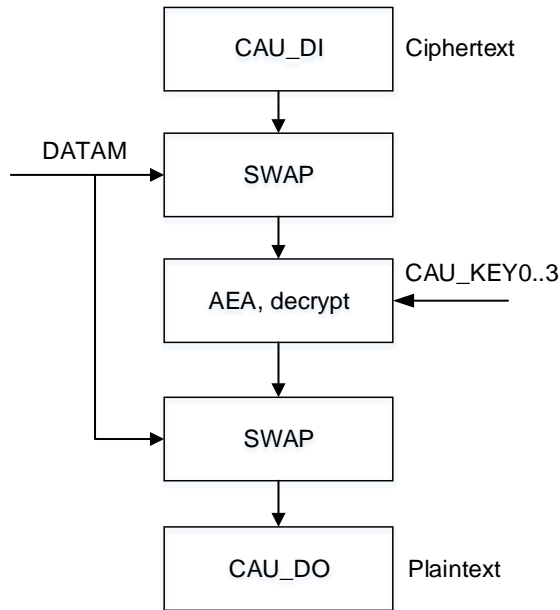 CAU_DI Ciphertext
DATAM
SWAP
CAU_KEY0..3
AEA, decrypt
SWAP
CAU_DO Plaintext